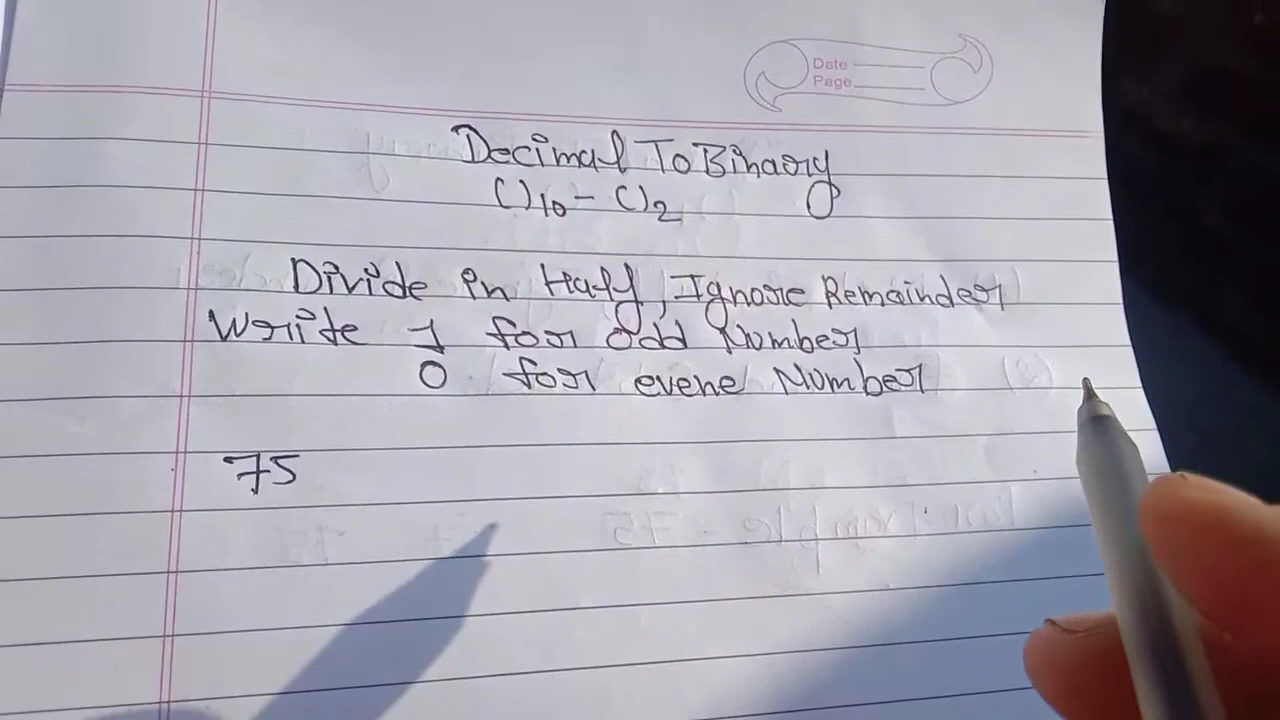 Date
Page
Decimal To Binary
()10 - ()2
Divide in Half, Ignore Remainder
Write 1 for odd Number
0 for evene Number
75